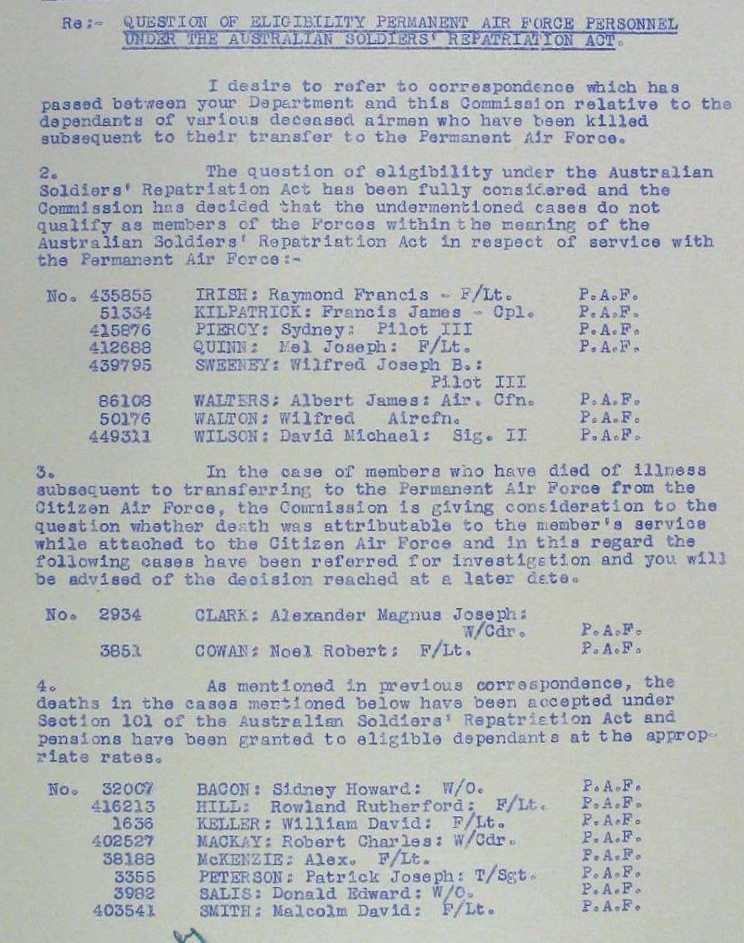 Re:- QUESTION OF ELIGIBILITY PERMANENT AIR FORCE PERSONNEL
UNDER THE AUSTRALIAN SOLDIERS' REPATRIATION ACT.
I desire to refer to correspondence which has
passed between your Department and this Commission relative to the
dependants of various deceased airmen who have been killed
subsequent to their transfer to the Permanent Air Force.
2. The question of eligibility under the Australian
Soldiers' Repatriation Act has been fully considered and the
Commission has decided that the undermentioned cases do not
qualify as members of the Forces within the meaning of the
Australian Soldiers' Repatriation Act in respect of service with
the Permanent Air Force:-
No. 435855 IRISH: Raymond Francis - F/Lt. P.A.F.
51334 KILPATRICK: Francis James - Cpl. P.A.F.
415876 PIERCY: Sydney: Pilot III P.A.F.
412688 QUINN: Mel Joseph: F/Lt. P.A.F.
439795 SWEENEY: Wilfred Joseph B.:
Pilot III
86108 WALTERS: Albert James: Air. Cfn. P.A.F.
50176 WALTON: Wilfred Aircfn. P.A.F.
449311 WILSON: David Michael: Sig. II P.A.F.
3. In the case of members who have died of illness
subsequent to transferring to the Permanent Air Force from the
Citizen Air Force, the Commission is giving consideration to the
question whether death was attributable to the member's service
while attached to the Citizen Air Force and in this regard the
following cases have been referred for investigation and you will
be advised of the decision reached at a later date.
No. 2934 CLARK: Alexander Magnus Joseph:
W/Cdr. P.A.F.
3851 COWAN: Noel Robert: F/Lt. P.A.F.
4. As mentioned in previous correspondence, the
deaths in the cases mertioned below have been accepted under
Section 101 of the Australian Soldiers' Repatriation Act and
pensions have been granted to eligible dependants at the approp-
riate rates.
No. 32007 BACON: Sidney Howard: W/O. P.A.F.
416213 HILL: Rowland Rutherford: F/Lt. P.A.F.
1636 KELLER: William David: F/Lt. P.A.F.
402527 MACKAY: Robert Charles: W/Cdr. P.A.F.
38188 McKENZIE: Alex. F/Lt. P.A.F.
3355 PETERSON: Patrick Joseph: T/Sgt. P.A.F.
3982 SALIS: Donald Edward: W/O. P.A.F.
403541 SMITH: Malcolm David: F/Lt. P.A.F.